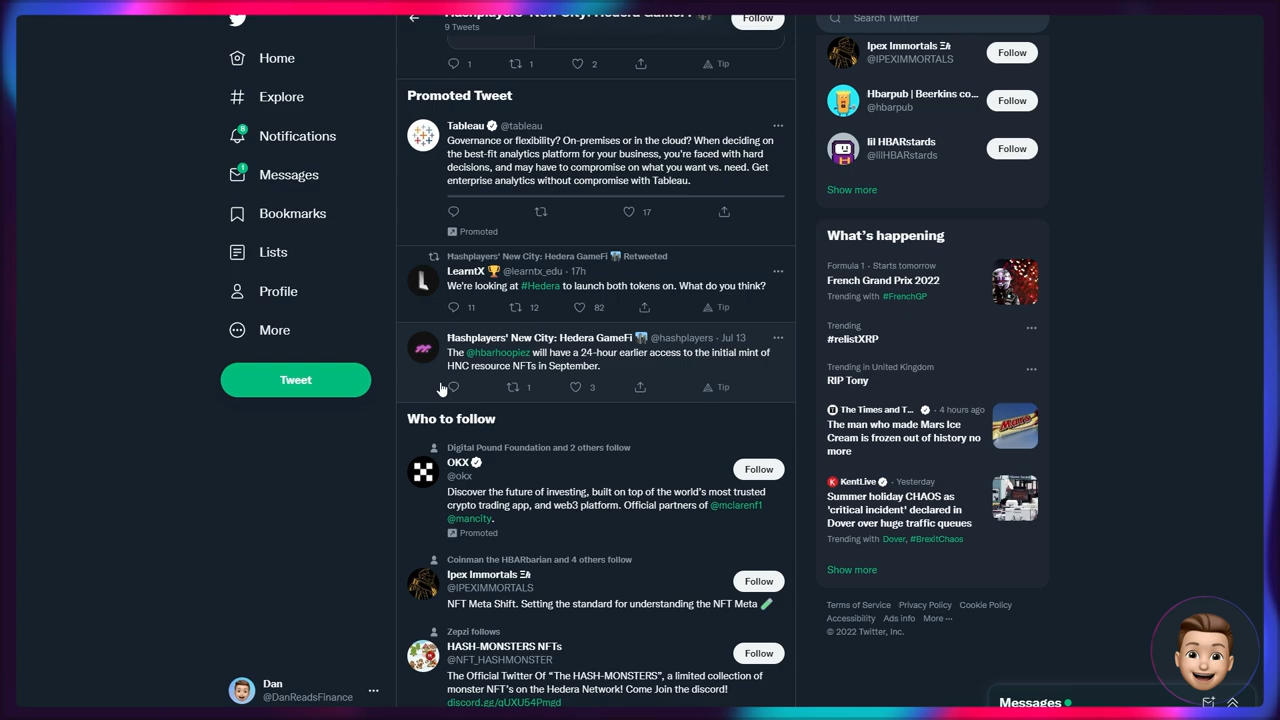 Home
Explore
8
Notifications
1
Messages
Bookmarks
Lists
Profile
More
Tweet
Dan
@DanReadsFinance
Hashplayers' New City: Hedera GameFi
9 Tweets
Follow
1 1 2 Tip
Promoted Tweet
Tableau @tableau
Governance or flexibility? On-premises or in the cloud? When deciding on
the best-fit analytics platform for your business, you're faced with hard
decisions, and may have to compromise on what you want vs. need. Get
enterprise analytics without compromise with Tableau.
17
Promoted
Hashplayers' New City: Hedera GameFi Retweeted
LearntX @learntx_edu · 17h
We're looking at #Hedera to launch both tokens on. What do you think?
11 12 82 Tip
Hashplayers' New City: Hedera GameFi @hashplayers · Jul 13
The @hbarhoopiez will have a 24-hour earlier access to the initial mint of
HNC resource NFTs in September.
1 3 Tip
Who to follow
Digital Pound Foundation and 2 others follow
OKX
@okx
Follow
Discover the future of investing, built on top of the world's most trusted
crypto trading app, and web3 platform. Official partners of @mclarenf1
@mancity.
Promoted
Coinman the HBARbarian and 4 others follow
Ipex Immortals Ξℏ
@IPEXIMMORTALS
Follow
NFT Meta Shift. Setting the standard for understanding the NFT Meta
Zepzi follows
HASH-MONSTERS NFTs
@NFT_HASHMONSTER
Follow
The Official Twitter Of "The HASH-MONSTERS", a limited collection of
monster NFT's on the Hedera Network! Come Join the discord!
discord.gg/qUXU54Pmgd
Search Twitter
Ipex Immortals Ξℏ
@IPEXIMMORTALS
Follow
Hbarpub | Beerkins co...
@hbarpub
Follow
lil HBARstards
@lilHBARstards
Follow
Show more
What's happening
Formula 1 · Starts tomorrow
French Grand Prix 2022
Trending with #FrenchGP
Trending
#relistXRP
Trending in United Kingdom
RIP Tony
The Times and T... · 4 hours ago
The man who made Mars Ice
Cream is frozen out of history no
more
Mars
KentLive · Yesterday
Summer holiday CHAOS as
'critical incident' declared in
Dover over huge traffic queues
Trending with Dover, #BrexitChaos
Show more
Terms of Service Privacy Policy Cookie Policy
Accessibility Ads info More ···
© 2022 Twitter, Inc.
Messages